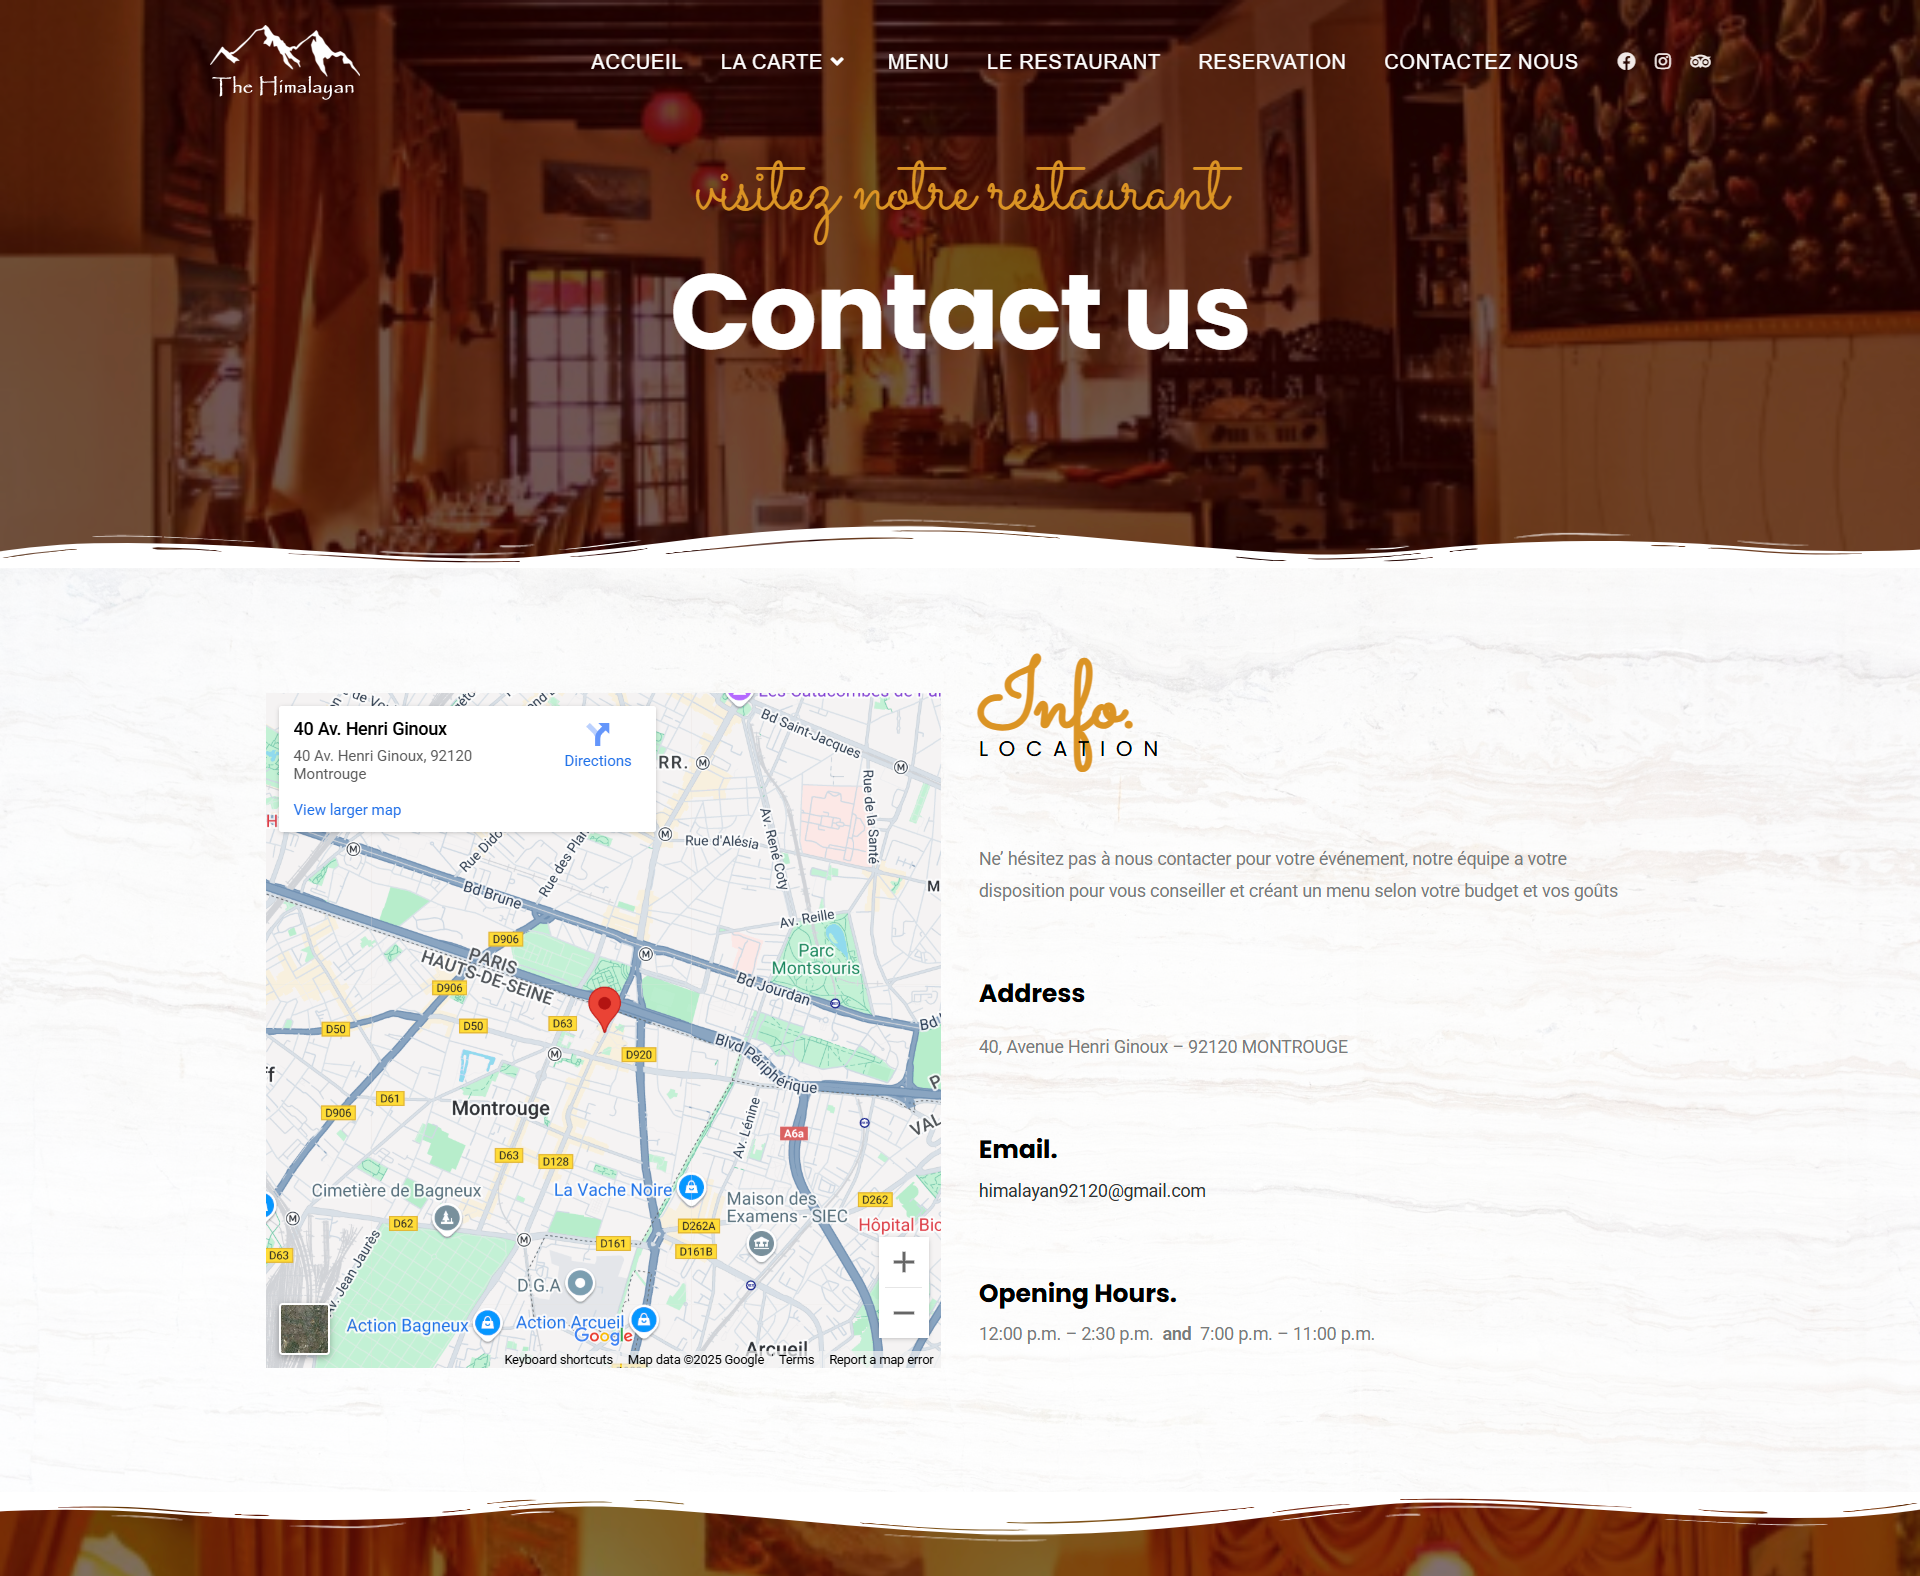 The Himalayan
ACCUEIL LA CARTE MENU LE RESTAURANT RESERVATION CONTACTEZ NOUS
visitez notre restaurant
Contact us
40 Av. Henri Ginoux
40 Av. Henri Ginoux, 92120
Montrouge
Directions
View larger map
Bd Saint-Jacques
RR.
Rue de la Santé
Av. René Coty
Rue d'Alésia
Bd Brune
Av. Reille
Parc
Montsouris
D906
PARIS
HAUTS-DE-SEINE
D906
Bd Jourdan
D50
D50
D63
D920
Blvd Périphérique
D61
D906
Montrouge
Av. Lénine
A6a
D63
D128
Cimetière de Bagneux
La Vache Noire
Maison des
Examens - SIEC
D262
D62
D262A
D161
D161B
D63
Av. Jean Jaurès
D.G.A
Action Bagneux
Action Arcueil
Google
Arcueil
Keyboard shortcuts Map data ©2025 Google Terms Report a map error
Info.
LOCATION
Ne’ hésitez pas à nous contacter pour votre événement, notre équipe a votre
disposition pour vous conseiller et créant un menu selon votre budget et vos goûts
Address
40, Avenue Henri Ginoux – 92120 MONTROUGE
Email.
himalayan92120@gmail.com
Opening Hours.
12:00 p.m. – 2:30 p.m. and 7:00 p.m. – 11:00 p.m.